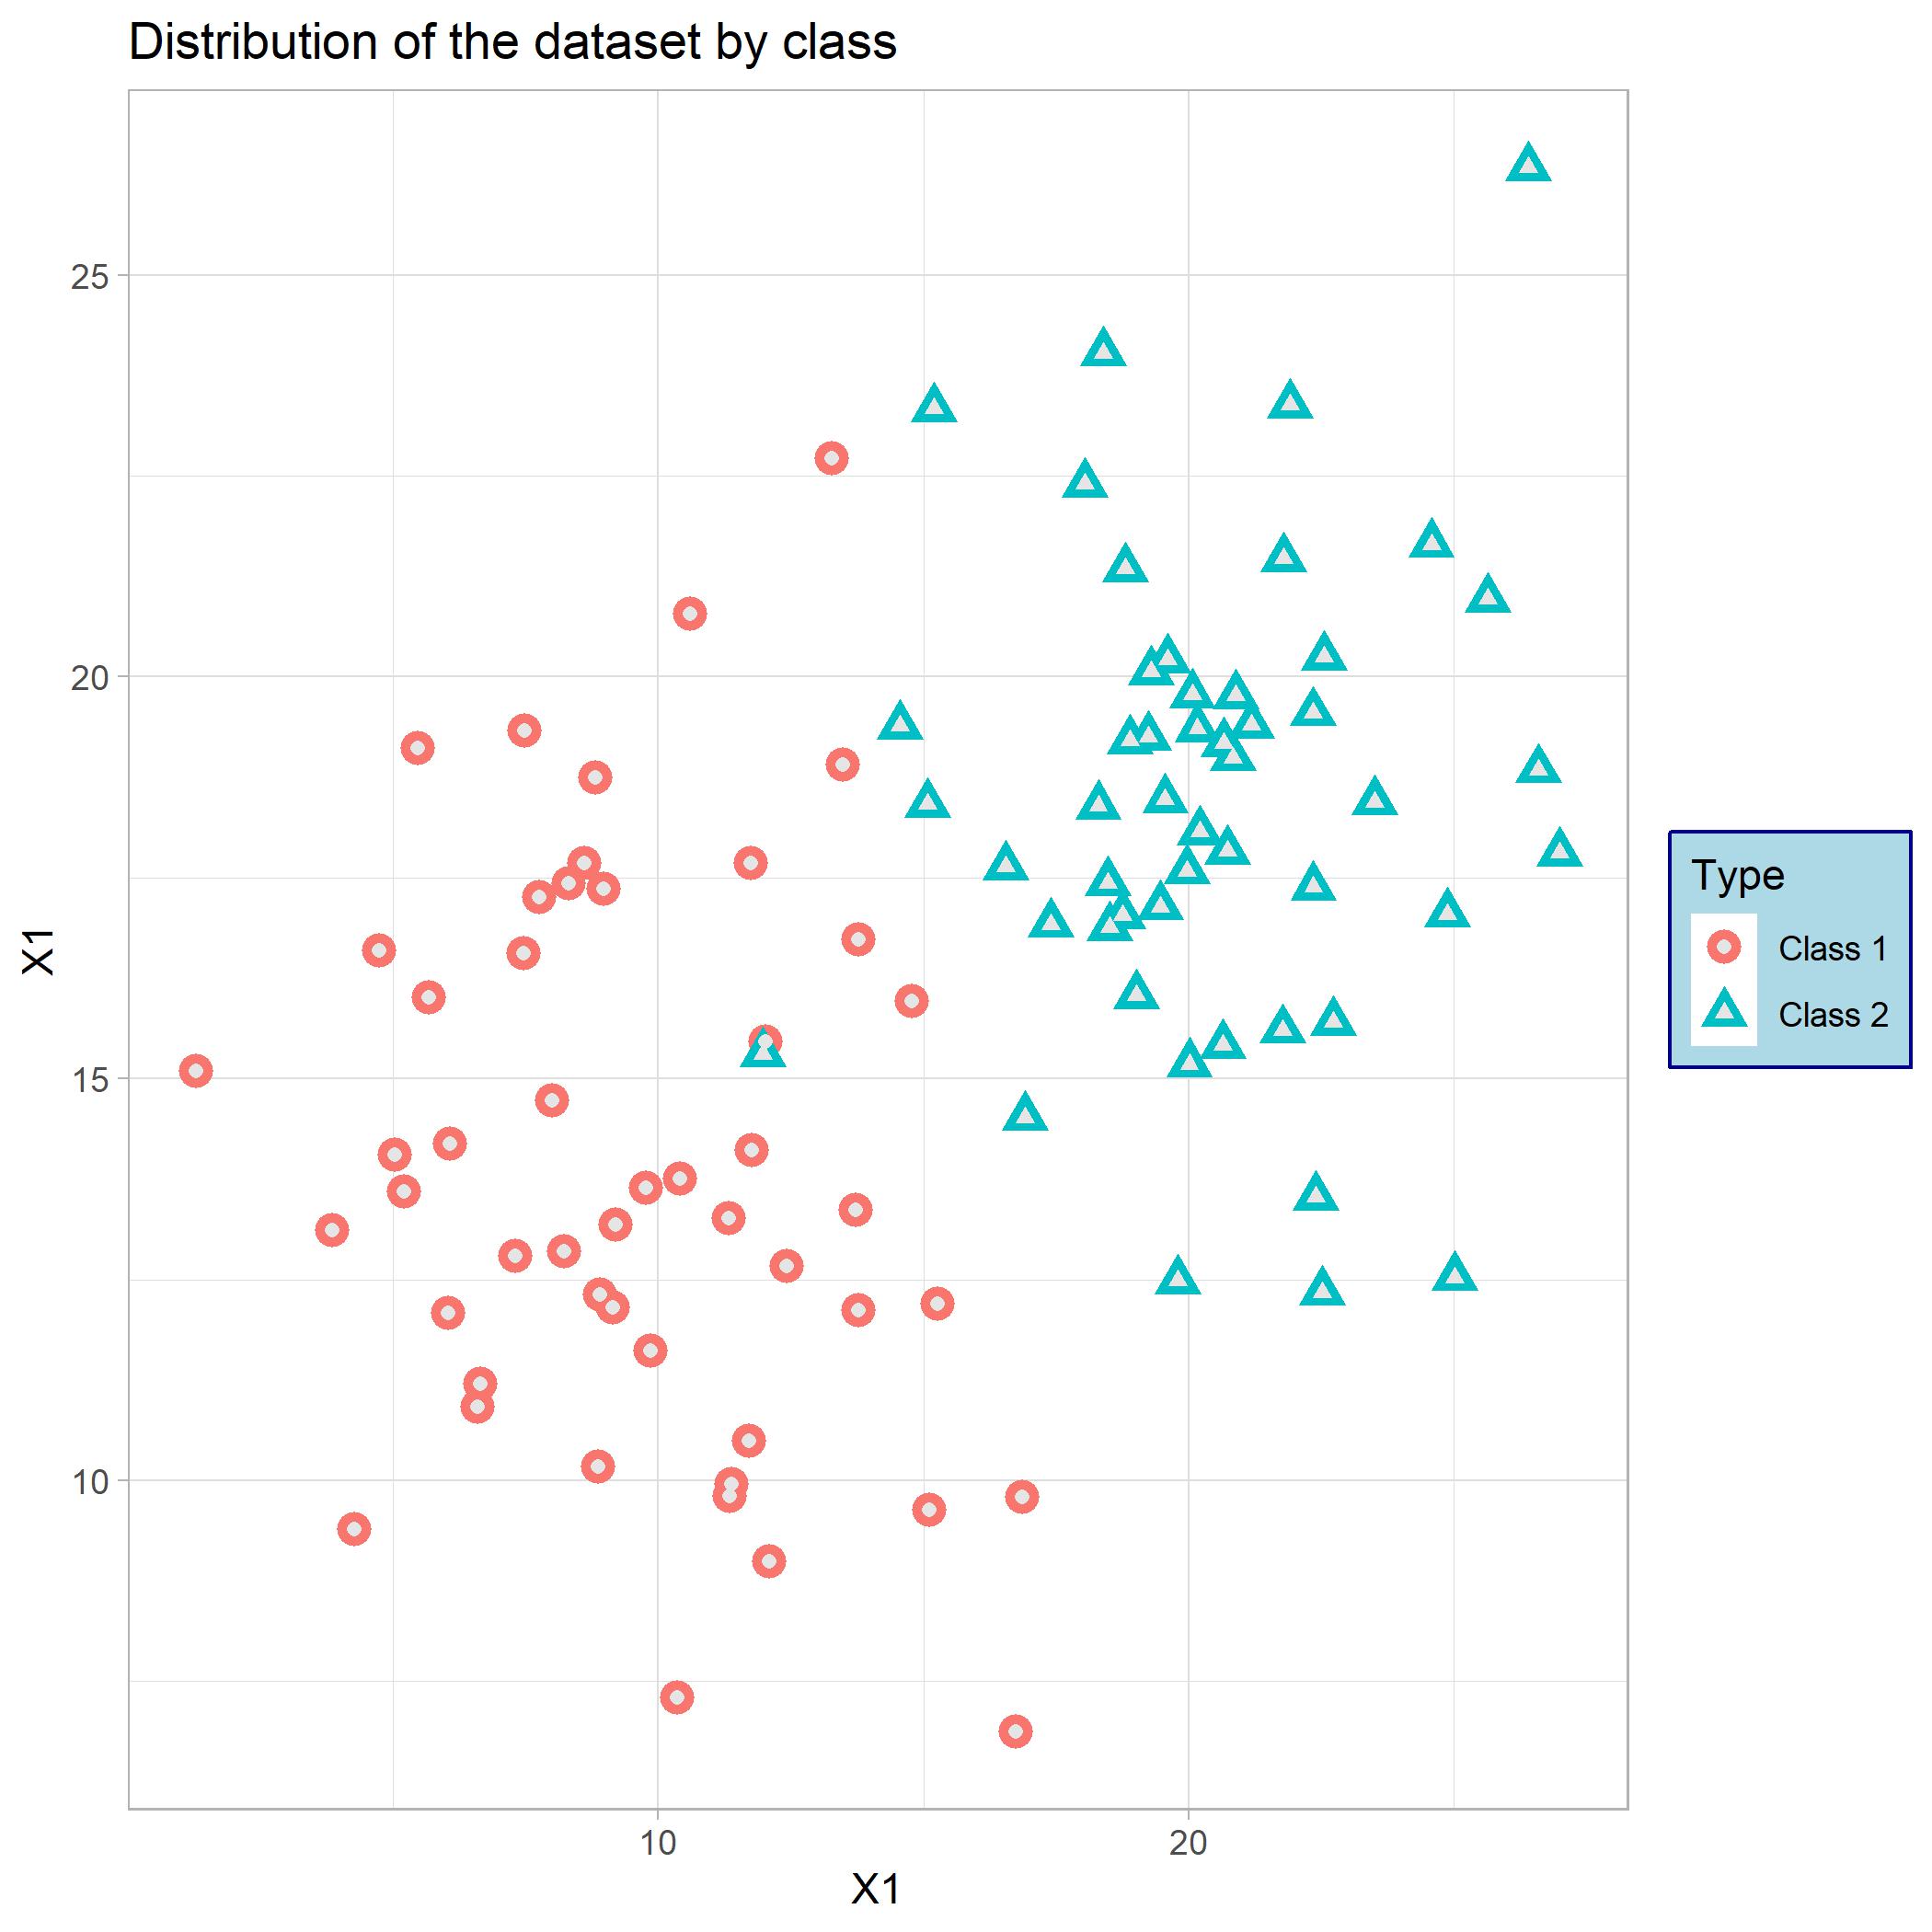 Distribution of the dataset by class
25
20
15
10
X1
10
20
X1
Type
Class 1
Class 2